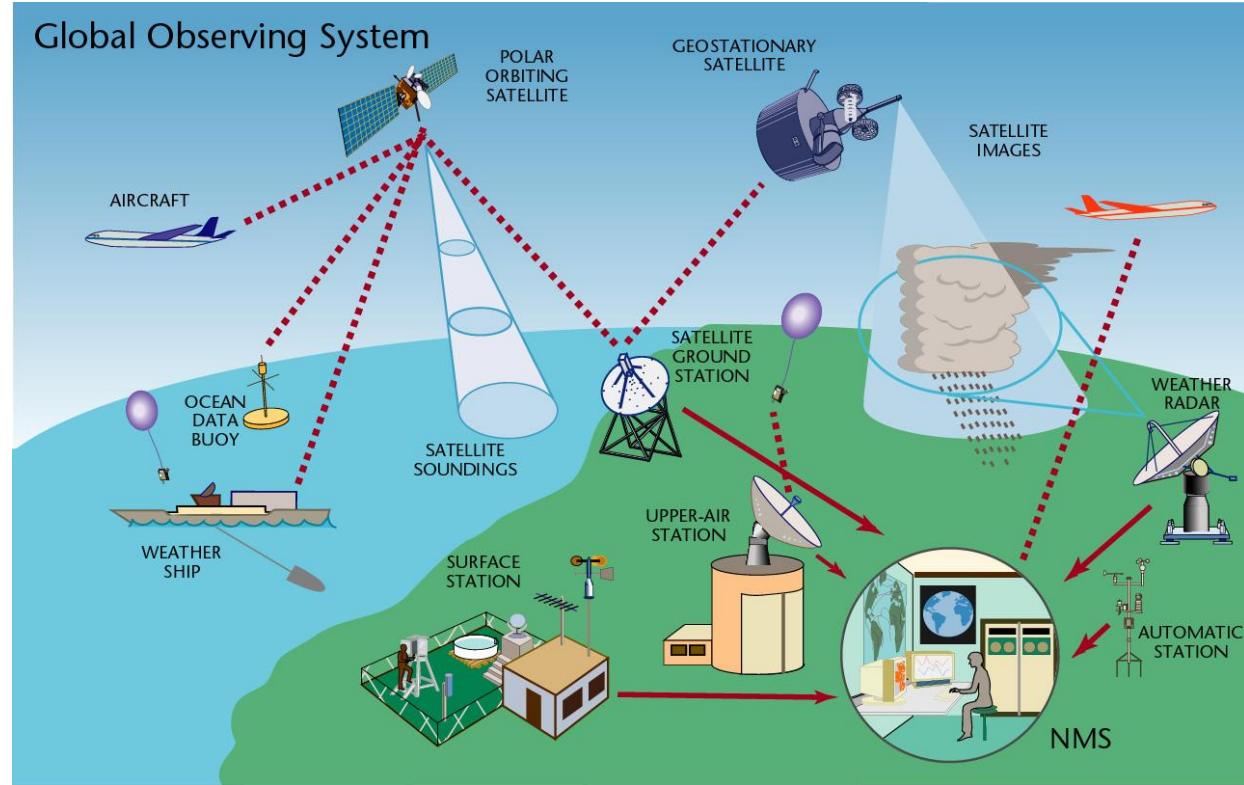 Global Observing System
POLAR
ORBITING
SATELLITE
GEOSTATIONARY
SATELLITE
SATELLITE
IMAGES
AIRCRAFT
SATELLITE
GROUND
STATION
WEATHER
RADAR
OCEAN
DATA
BUOY
SATELLITE
SOUNDINGS
UPPER-AIR
STATION
WEATHER
SHIP
SURFACE
STATION
AUTOMATIC
STATION
NMS